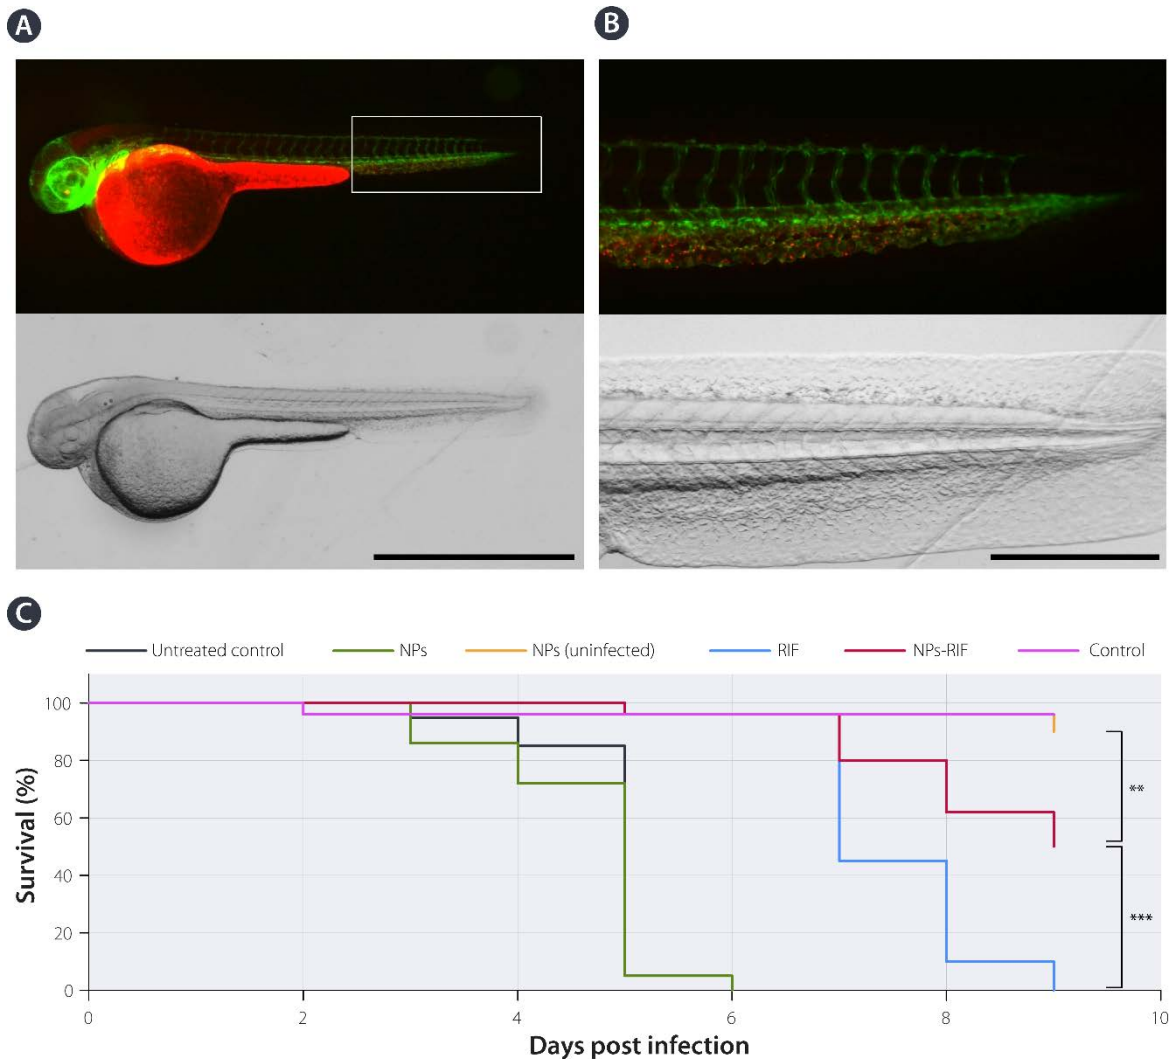 A
B
C
Untreated control NPs NPs (uninfected) RIF NPs-RIF Control
100
80
60
40
20
0
Survival (%)
**
***
0 2 4 6 8 10
Days post infection